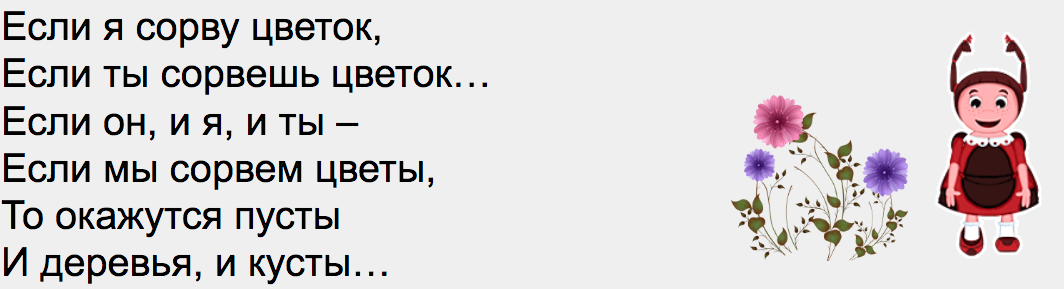 Если я сорву цветок,
Если ты сорвешь цветок…
Если он, и я, и ты –
Если мы сорвем цветы,
То окажутся пусты
И деревья, и кусты…